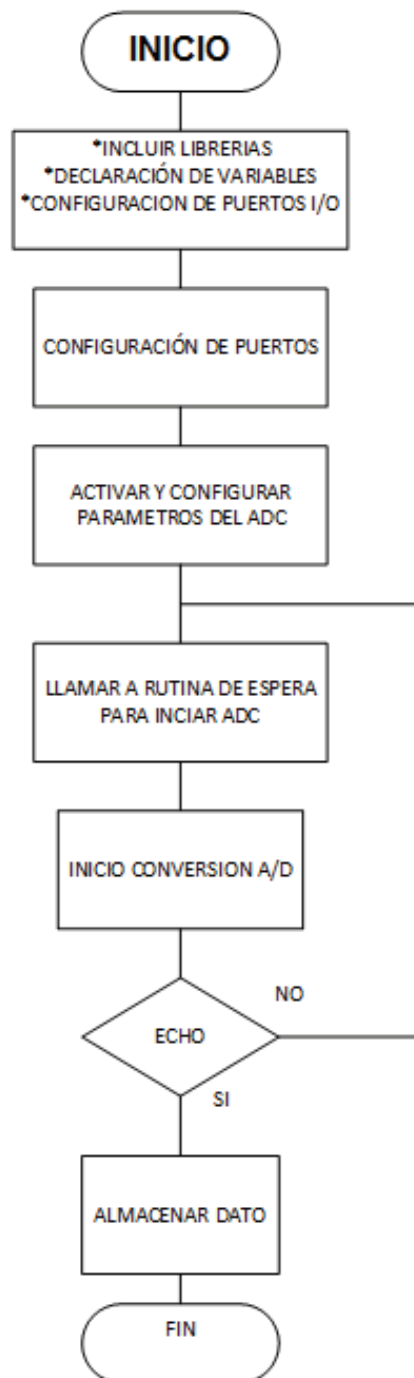 INICIO
*INCLUIR LIBRERIAS
*DECLARACIÓN DE VARIABLES
*CONFIGURACION DE PUERTOS I/O
CONFIGURACIÓN DE PUERTOS
ACTIVAR Y CONFIGURAR
PARAMETROS DEL ADC
LLAMAR A RUTINA DE ESPERA
PARA INCIAR ADC
INICIO CONVERSION A/D
NO
ECHO
SI
ALMACENAR DATO
FIN